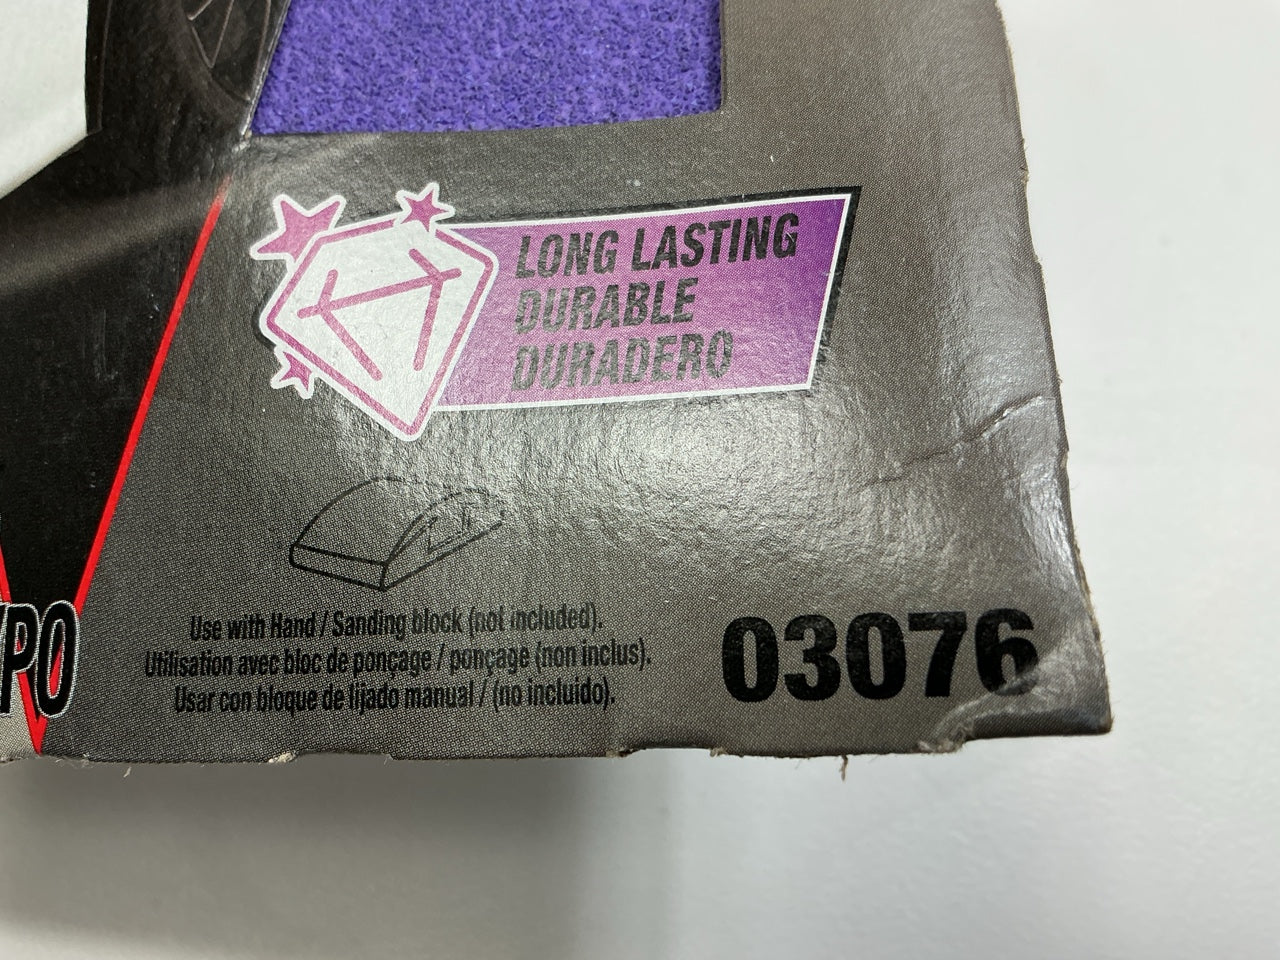 LONG LASTING
DURABLE
DURADERO
Use with Hand / Sanding block (not included).
Utilisation avec bloc de ponçage / ponçage (non inclus).
Usar con bloque de lijado manual / (no incluido).
03076